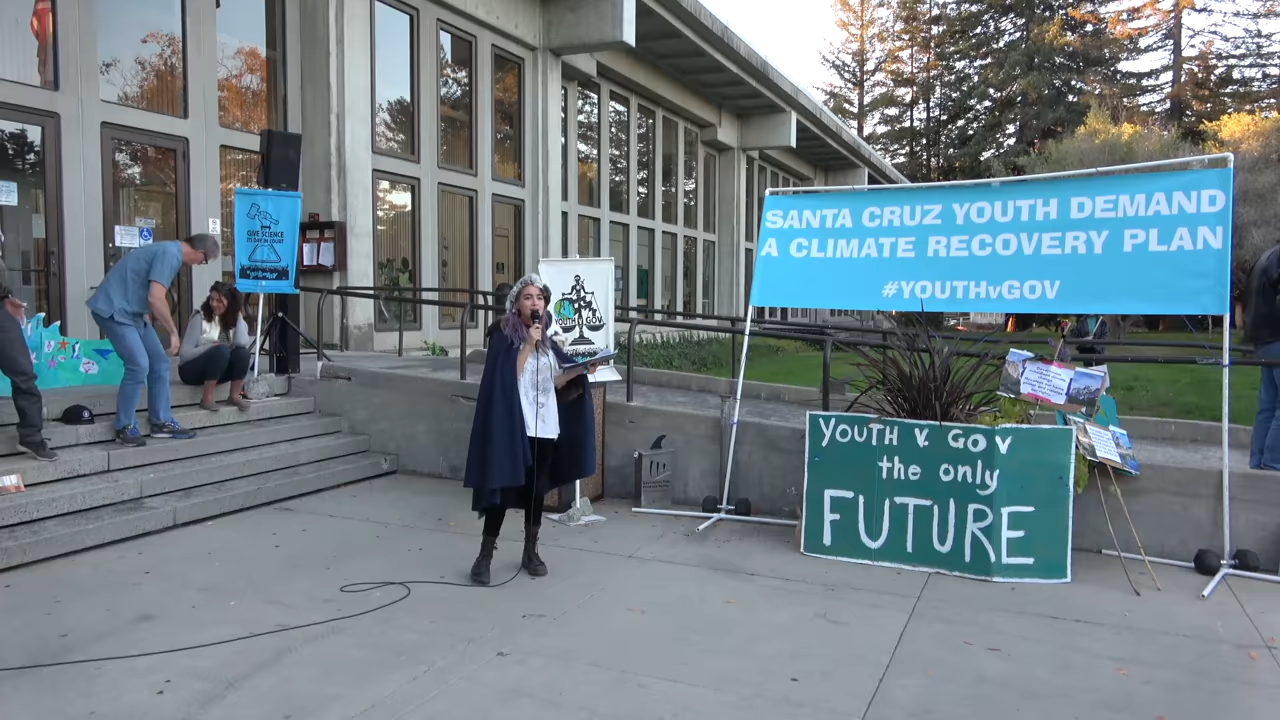 GIVE SCIENCE
ITS DAY IN COURT
#youthvGOV
YOUTH v. GOV
SANTA CRUZ YOUTH DEMAND
A CLIMATE RECOVERY PLAN
#YOUTHvGOV
YOUTH v. GOV
the only
FUTURE